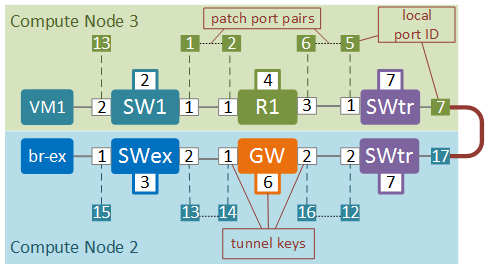 Compute Node 3
patch port pairs
local
port ID
13
1
2
6
5
2
4
7
VM1
2
SW1
1
1
R1
3
1
SWtr
7
br-ex
1
SWex
2
1
GW
2
2
SWtr
17
3
6
7
15
13
14
16
12
Compute Node 2
tunnel keys